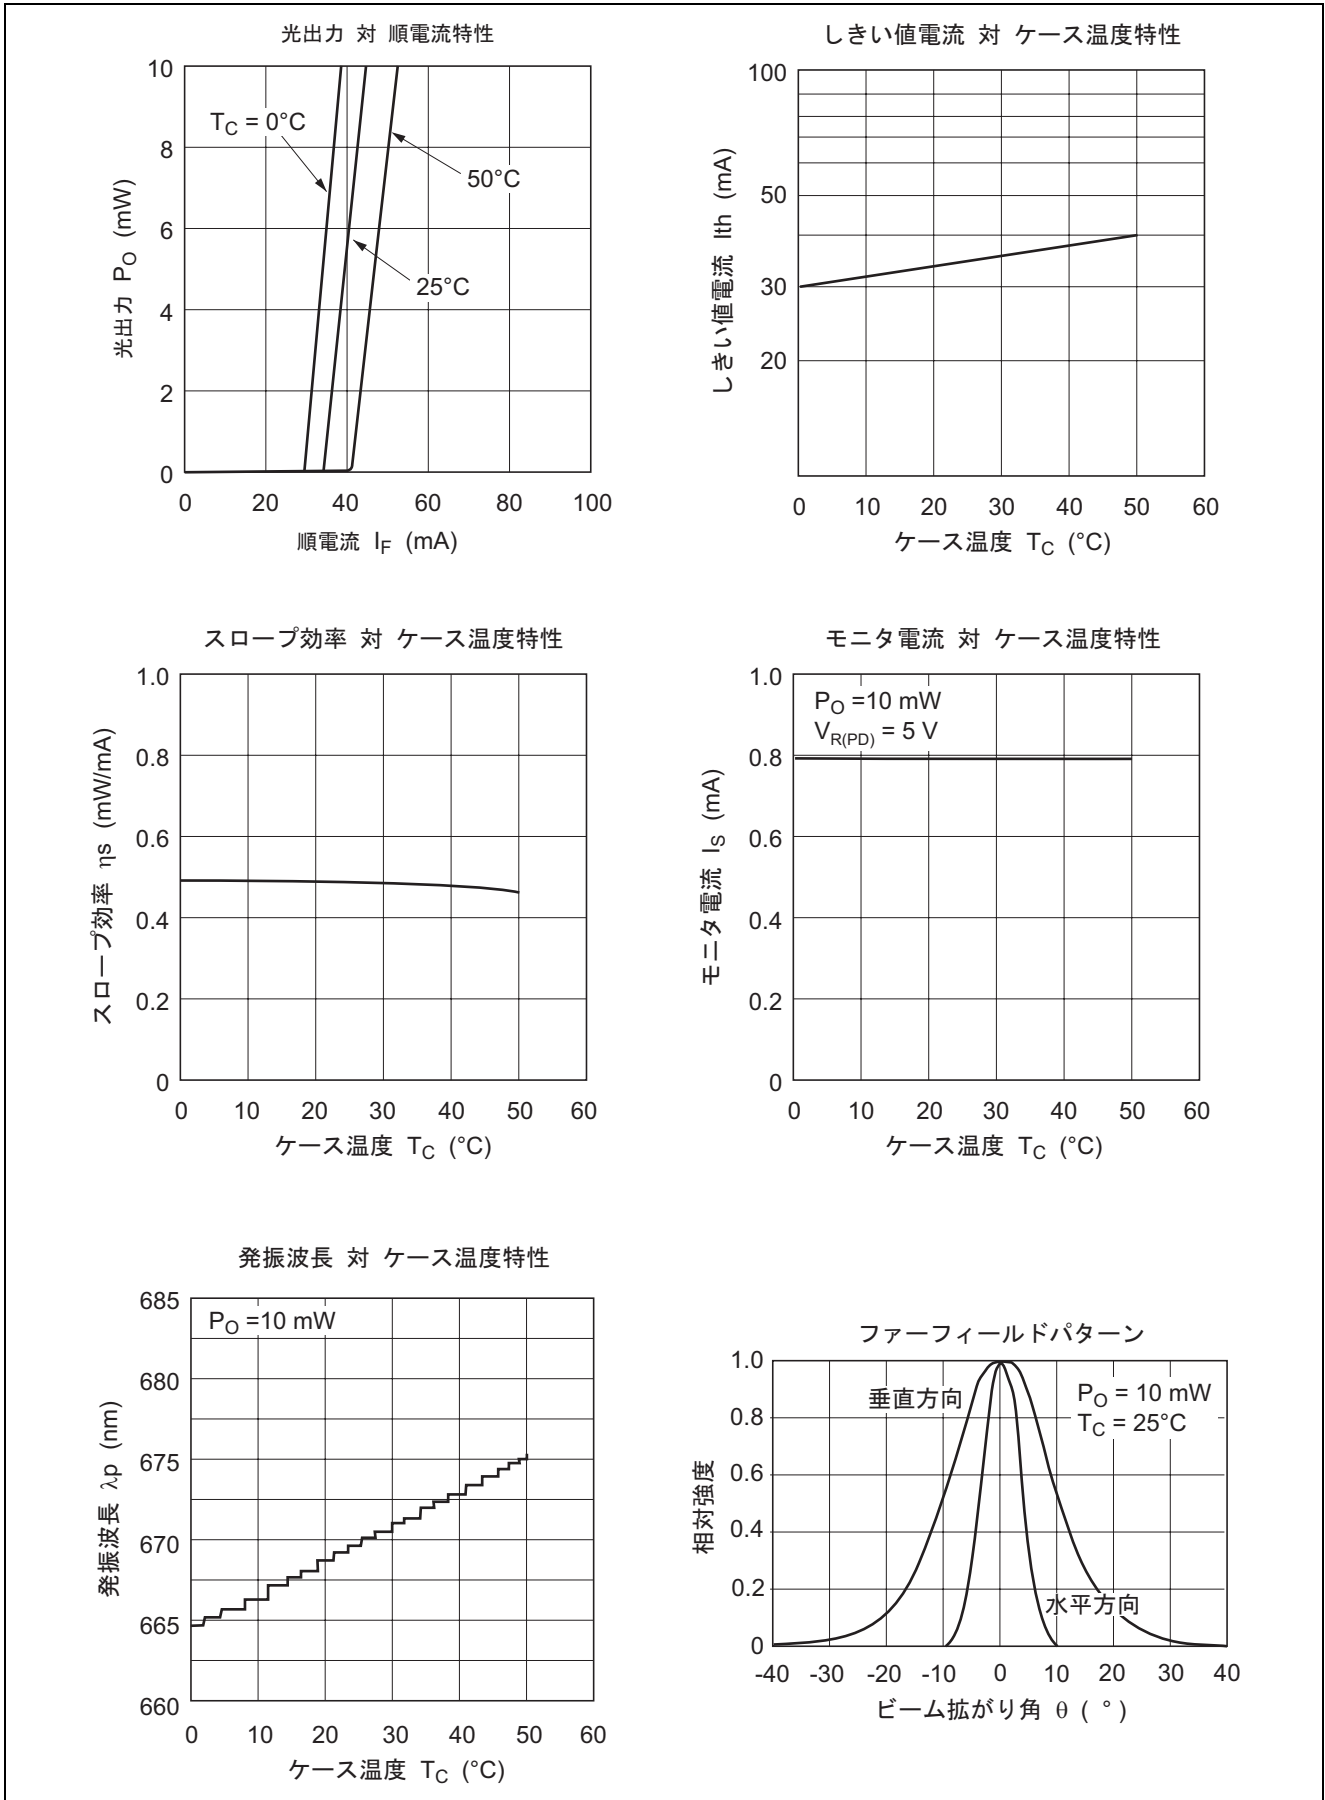 光出力 対 順電流特性
10
8
6
4
2
0
TC = 0°C
50°C
25°C
光出力 PO (mW)
0 20 40 60 80 100
順電流 IF (mA)
しきい値電流 対 ケース温度特性
100
50
30
20
しきい値電流 Ith (mA)
0 10 20 30 40 50 60
ケース温度 TC (°C)
スロープ効率 対 ケース温度特性
1.0
0.8
0.6
0.4
0.2
0
スロープ効率 ηs (mW/mA)
0 10 20 30 40 50 60
ケース温度 TC (°C)
モニタ電流 対 ケース温度特性
1.0
PO =10 mW
VR(PD) = 5 V
0.8
0.6
0.4
0.2
0
モニタ電流 IS (mA)
0 10 20 30 40 50 60
ケース温度 TC (°C)
発振波長 対 ケース温度特性
685
PO =10 mW
680
675
670
665
660
発振波長 λp (nm)
0 10 20 30 40 50 60
ケース温度 TC (°C)
ファーフィールドパターン
1.0
垂直方向
PO = 10 mW
TC = 25°C
0.8
0.6
0.4
0.2
水平方向
0
相対強度
-40 -30 -20 -10 0 10 20 30 40
ビーム拡がり角 θ ( ° )